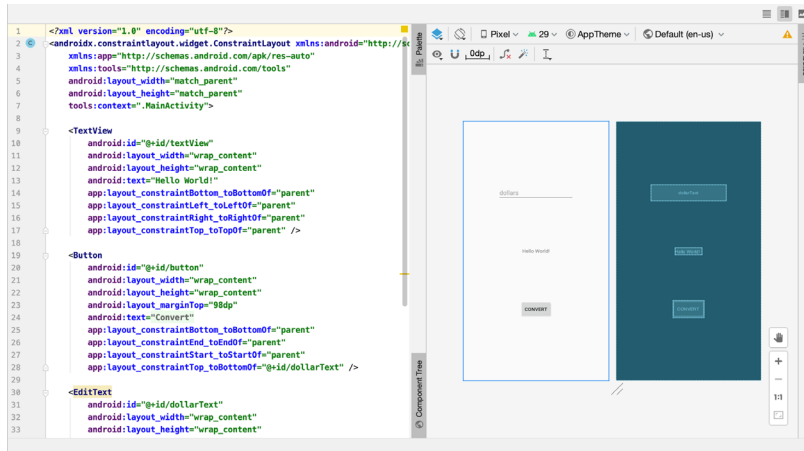 Pixel 29 AppTheme Default (en-us)
Palette
0dp
1 <?xml version="1.0" encoding="utf-8"?>
2 <androidx.constraintlayout.widget.ConstraintLayout xmlns:android="http://sc
3 xmlns:app="http://schemas.android.com/apk/res-auto"
4 xmlns:tools="http://schemas.android.com/tools"
5 android:layout_width="match_parent"
6 android:layout_height="match_parent"
7 tools:context=".MainActivity">
8
9 <TextView
10 android:id="@+id/textView"
11 android:layout_width="wrap_content"
12 android:layout_height="wrap_content"
13 android:text="Hello World!"
14 app:layout_constraintBottom_toBottomOf="parent"
15 app:layout_constraintLeft_toLeftOf="parent"
16 app:layout_constraintRight_toRightOf="parent"
17 app:layout_constraintTop_toTopOf="parent" />
18
19 <Button
20 android:id="@+id/button"
21 android:layout_width="wrap_content"
22 android:layout_height="wrap_content"
23 android:layout_marginTop="98dp"
24 android:text="Convert"
25 app:layout_constraintBottom_toBottomOf="parent"
26 app:layout_constraintEnd_toEndOf="parent"
27 app:layout_constraintStart_toStartOf="parent"
28 app:layout_constraintTop_toBottomOf="@+id/dollarText" />
29
30 <EditText
31 android:id="@+id/dollarText"
32 android:layout_width="wrap_content"
33 android:layout_height="wrap_content"
Component Tree
dollars
Hello World!
CONVERT
dollarText
Hello World!
CONVERT
1:1